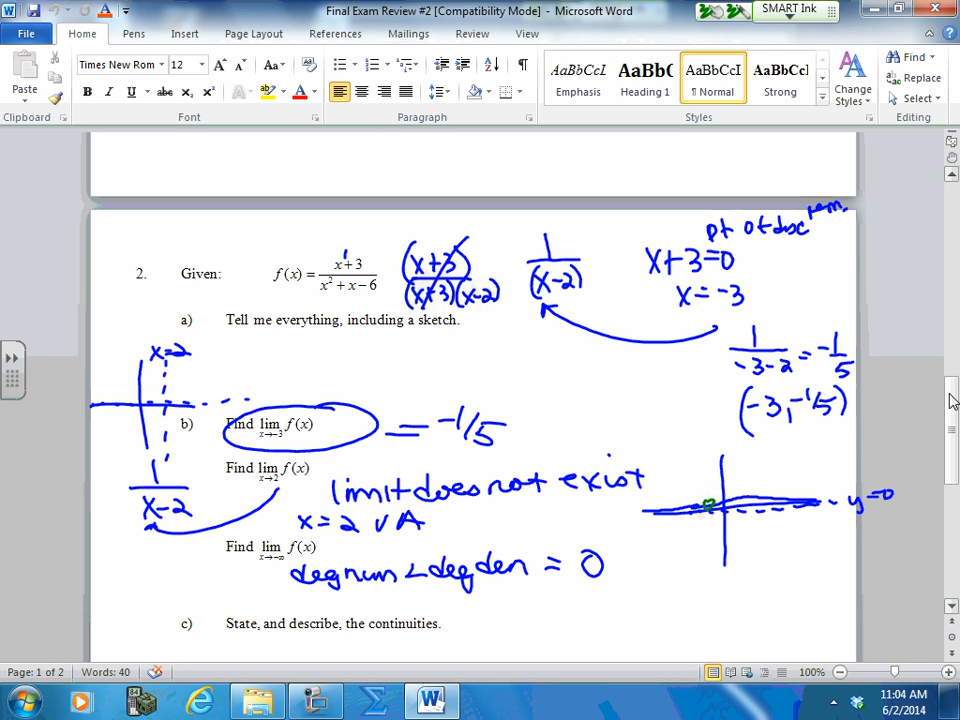 Final Exam Review #2 [Compatibility Mode] - Microsoft Word
SMART Ink
File Home Pens Insert Page Layout References Mailings Review View
Times New Rom 12
Paste
Clipboard Font Paragraph Styles Editing
AaBbCcI AaBbC AaBbCcI AaBbCc
Emphasis Heading 1 ¶ Normal Strong
Change Styles
Find
Replace
Select
pt of disc rem.
2. Given: f(x) = x+3 / x² + x − 6
(x+3) / (x+3)(x-2)
1 / (x-2)
x+3=0
x = -3
a) Tell me everything, including a sketch.
1 / -3-2 = -1/5
(-3, -1/5)
x=2
b) Find lim x→−3 f(x) = -1/5
Find lim x→2 f(x)
limit does not exist
1 / x-2
x=2 VA
y=0
Find lim x→−∞ f(x)
deg num < deg den = 0
c) State, and describe, the continuities.
Page: 1 of 2 Words: 40 100%
11:04 AM
6/2/2014